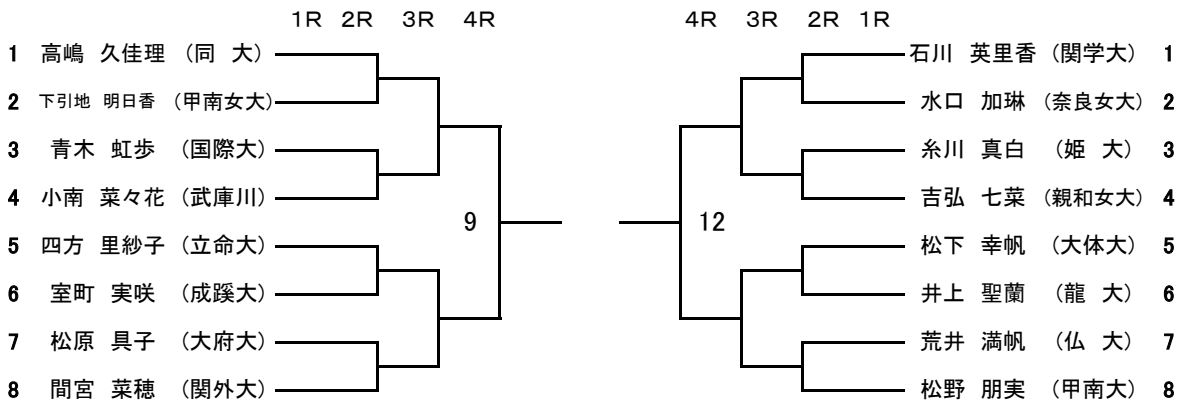 1R 2R 3R 4R
1 高嶋 久佳理 (同 大)
2 下引地 明日香 (甲南女大)
3 青木 虹歩 (国際大)
4 小南 菜々花 (武庫川)
9
5 四方 里紗子 (立命大)
6 室町 実咲 (成蹊大)
7 松原 具子 (大府大)
8 間宮 菜穂 (関外大)
4R 3R 2R 1R
石川 英里香 (関学大) 1
水口 加琳 (奈良女大) 2
糸川 真白 (姫 大) 3
吉弘 七菜 (親和女大) 4
12
松下 幸帆 (大体大) 5
井上 聖蘭 (龍 大) 6
荒井 満帆 (仏 大) 7
松野 朋実 (甲南大) 8